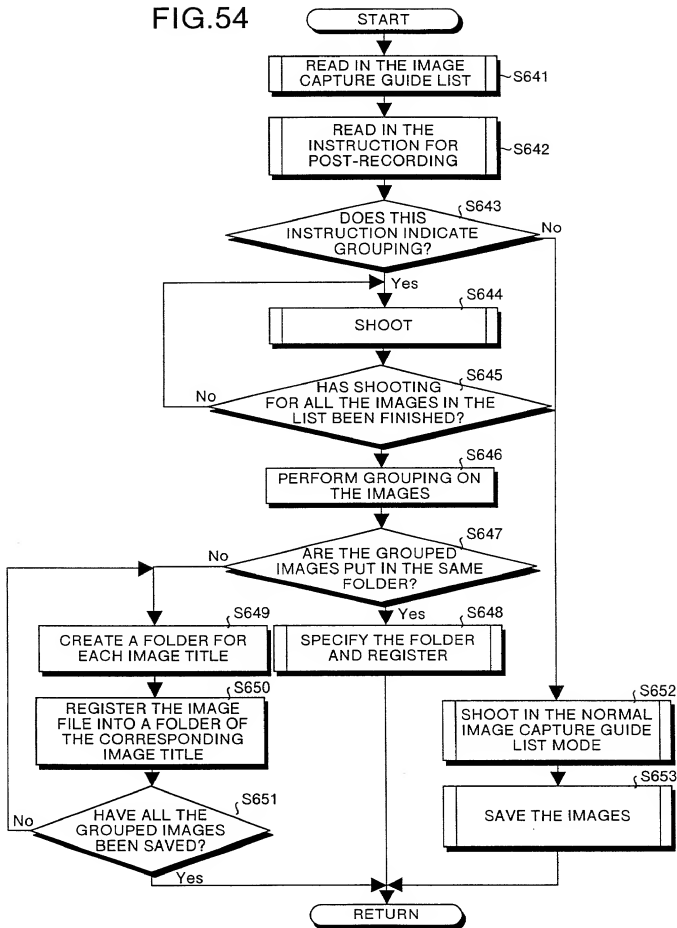 FIG.54
START
READ IN THE IMAGE
CAPTURE GUIDE LIST
S641
READ IN THE
INSTRUCTION FOR
POST-RECORDING
S642
S643
DOES THIS
INSTRUCTION INDICATE
GROUPING?
No
Yes
S644
SHOOT
S645
HAS SHOOTING
FOR ALL THE IMAGES IN THE
LIST BEEN FINISHED?
No
S646
PERFORM GROUPING ON
THE IMAGES
S647
ARE THE GROUPED
IMAGES PUT IN THE SAME
FOLDER?
No
Yes
S649
CREATE A FOLDER FOR
EACH IMAGE TITLE
S648
SPECIFY THE FOLDER
AND REGISTER
S650
REGISTER THE IMAGE
FILE INTO A FOLDER OF
THE CORRESPONDING
IMAGE TITLE
S652
SHOOT IN THE NORMAL
IMAGE CAPTURE GUIDE
LIST MODE
S651
HAVE ALL THE
GROUPED IMAGES
BEEN SAVED?
No
Yes
S653
SAVE THE IMAGES
RETURN